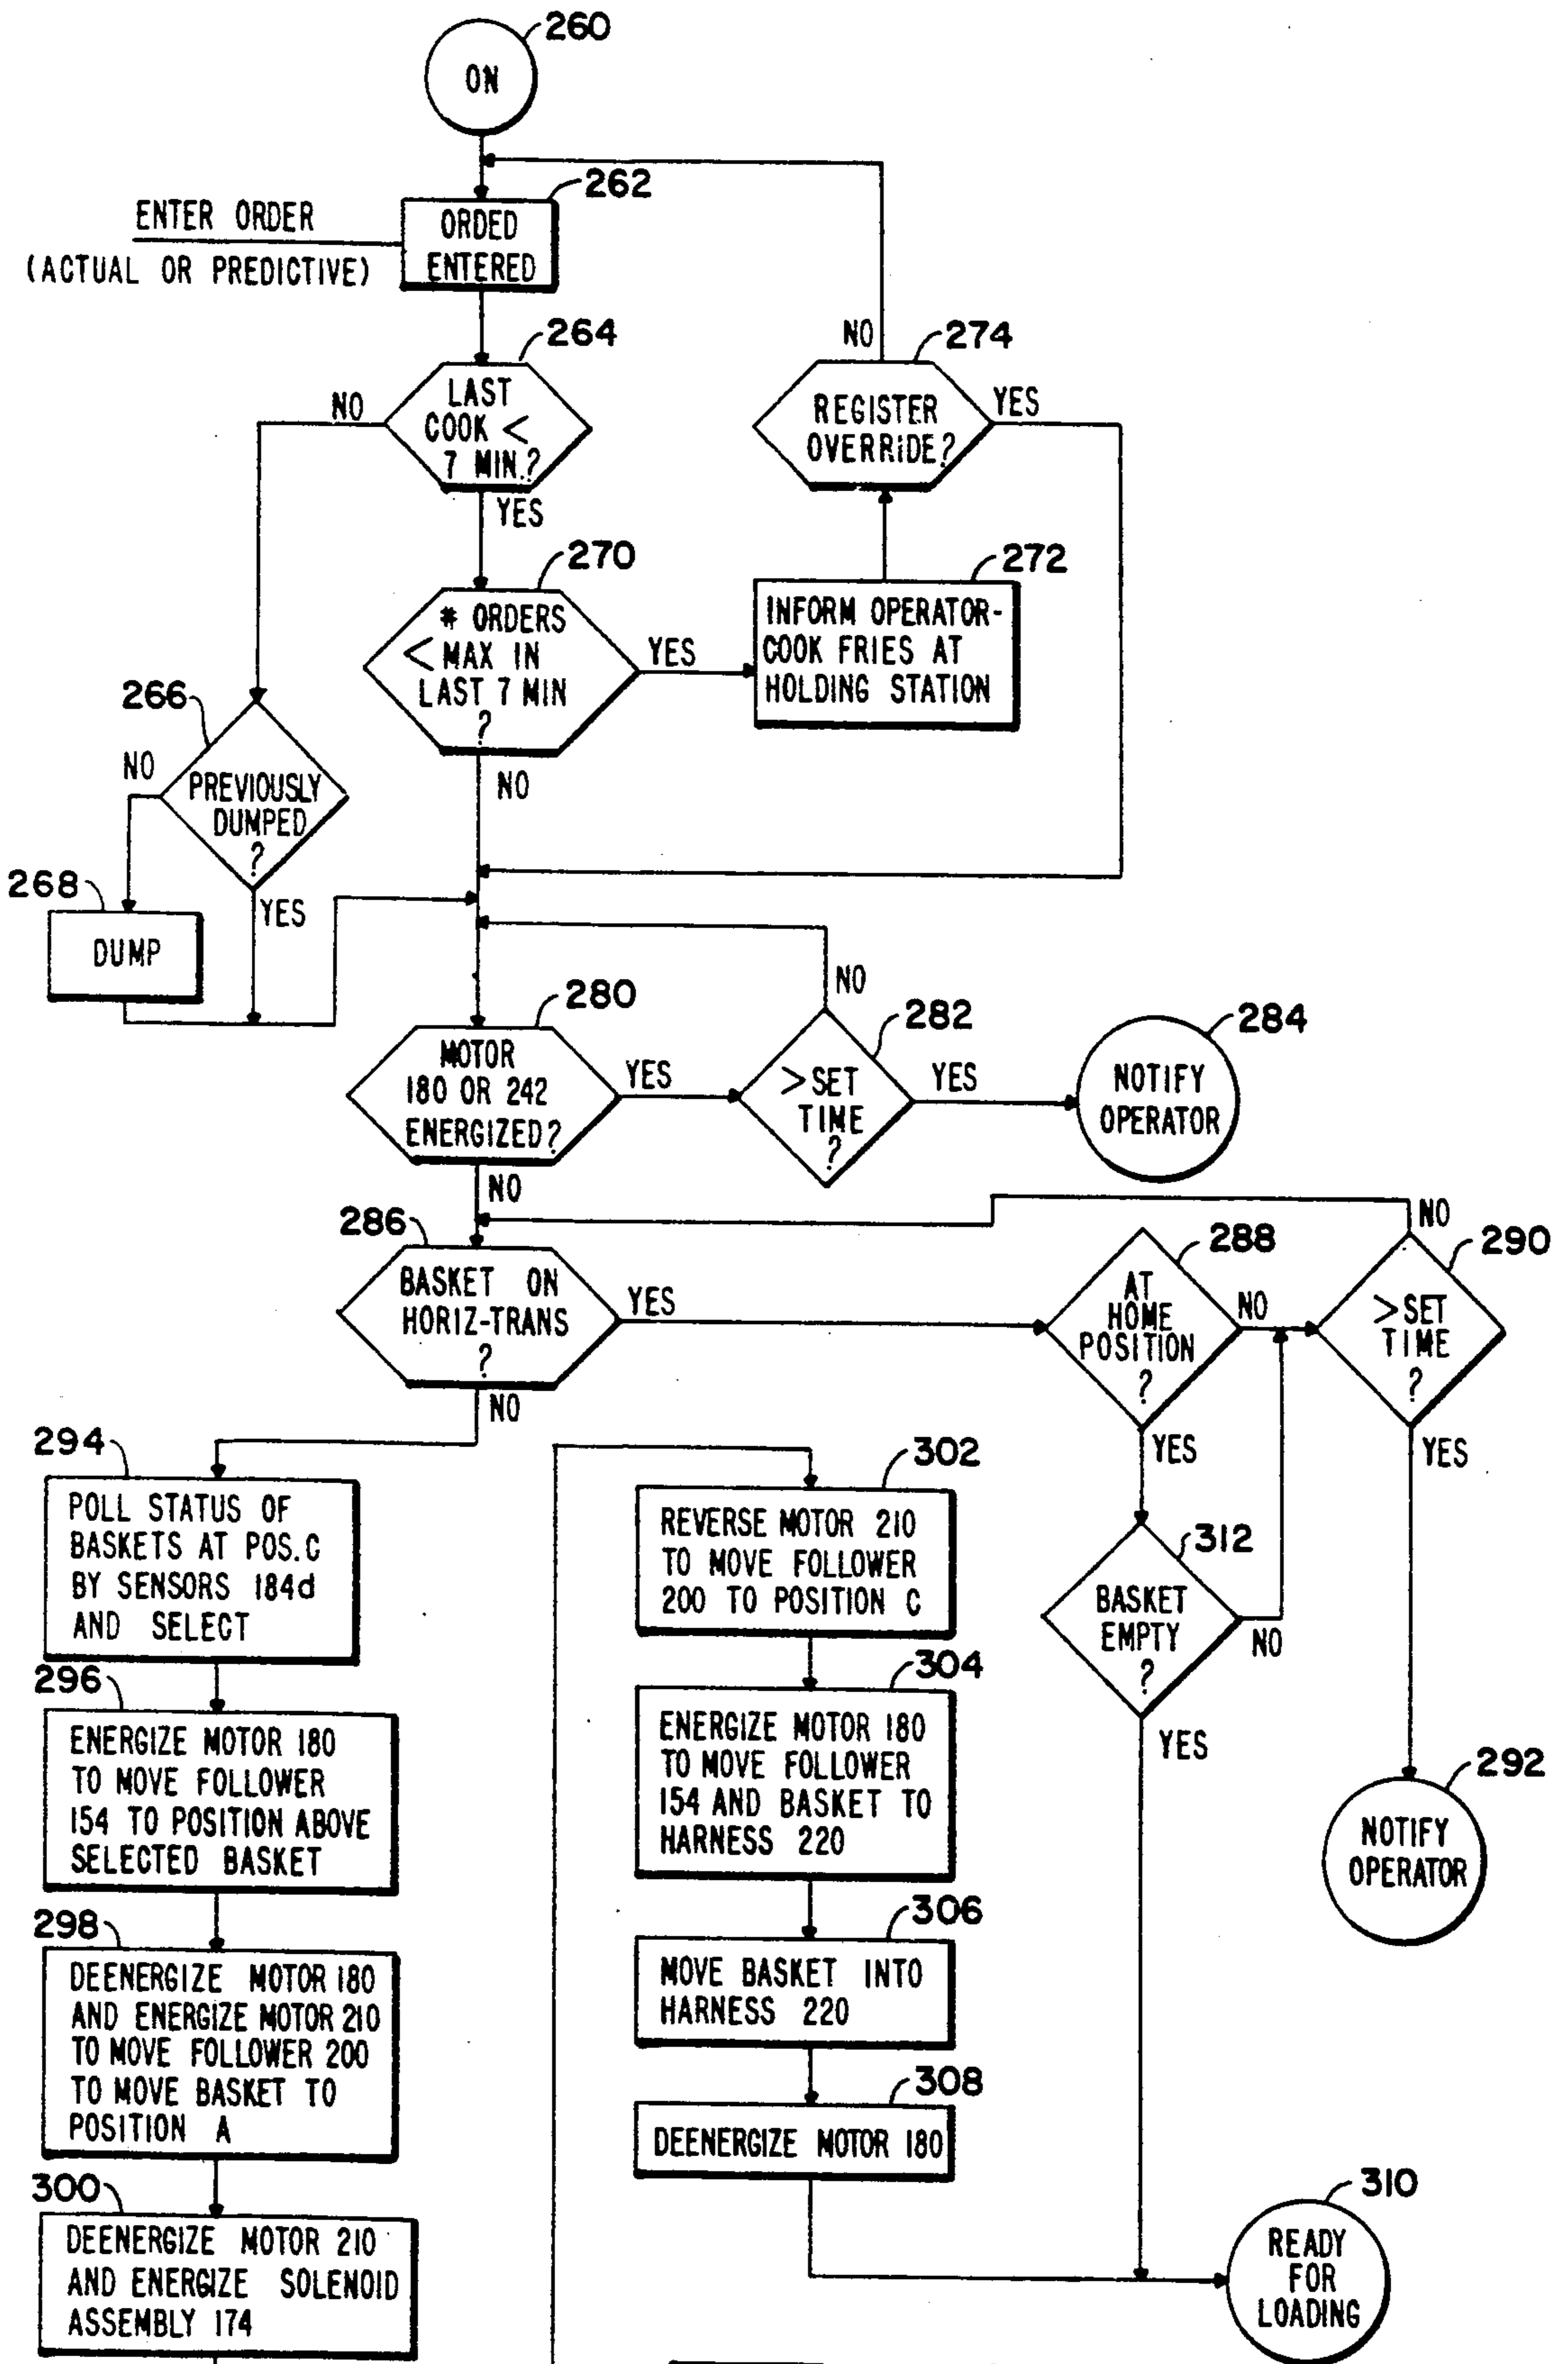 260
ON
262
ENTER ORDER
(ACTUAL OR PREDICTIVE)
ORDED
ENTERED
264
LAST
COOK <
7 MIN.?
NO
YES
274
REGISTER
OVERRIDE?
NO
YES
270
# ORDERS
< MAX IN
LAST 7 MIN
?
YES
NO
272
INFORM OPERATOR-
COOK FRIES AT
HOLDING STATION
266
PREVIOUSLY
DUMPED
?
NO
YES
268
DUMP
280
MOTOR
180 OR 242
ENERGIZED?
YES
NO
282
> SET
TIME
?
NO
YES
284
NOTIFY
OPERATOR
286
BASKET ON
HORIZ-TRANS
?
YES
NO
288
AT
HOME
POSITION
?
NO
YES
290
> SET
TIME
?
NO
YES
292
NOTIFY
OPERATOR
312
BASKET
EMPTY
?
NO
YES
294
POLL STATUS OF
BASKETS AT POS.C
BY SENSORS 184d
AND SELECT
296
ENERGIZE MOTOR 180
TO MOVE FOLLOWER
154 TO POSITION ABOVE
SELECTED BASKET
298
DEENERGIZE MOTOR 180
AND ENERGIZE MOTOR 210
TO MOVE FOLLOWER 200
TO MOVE BASKET TO
POSITION A
300
DEENERGIZE MOTOR 210
AND ENERGIZE SOLENOID
ASSEMBLY 174
302
REVERSE MOTOR 210
TO MOVE FOLLOWER
200 TO POSITION C
304
ENERGIZE MOTOR 180
TO MOVE FOLLOWER
154 AND BASKET TO
HARNESS 220
306
MOVE BASKET INTO
HARNESS 220
308
DEENERGIZE MOTOR 180
310
READY
FOR
LOADING